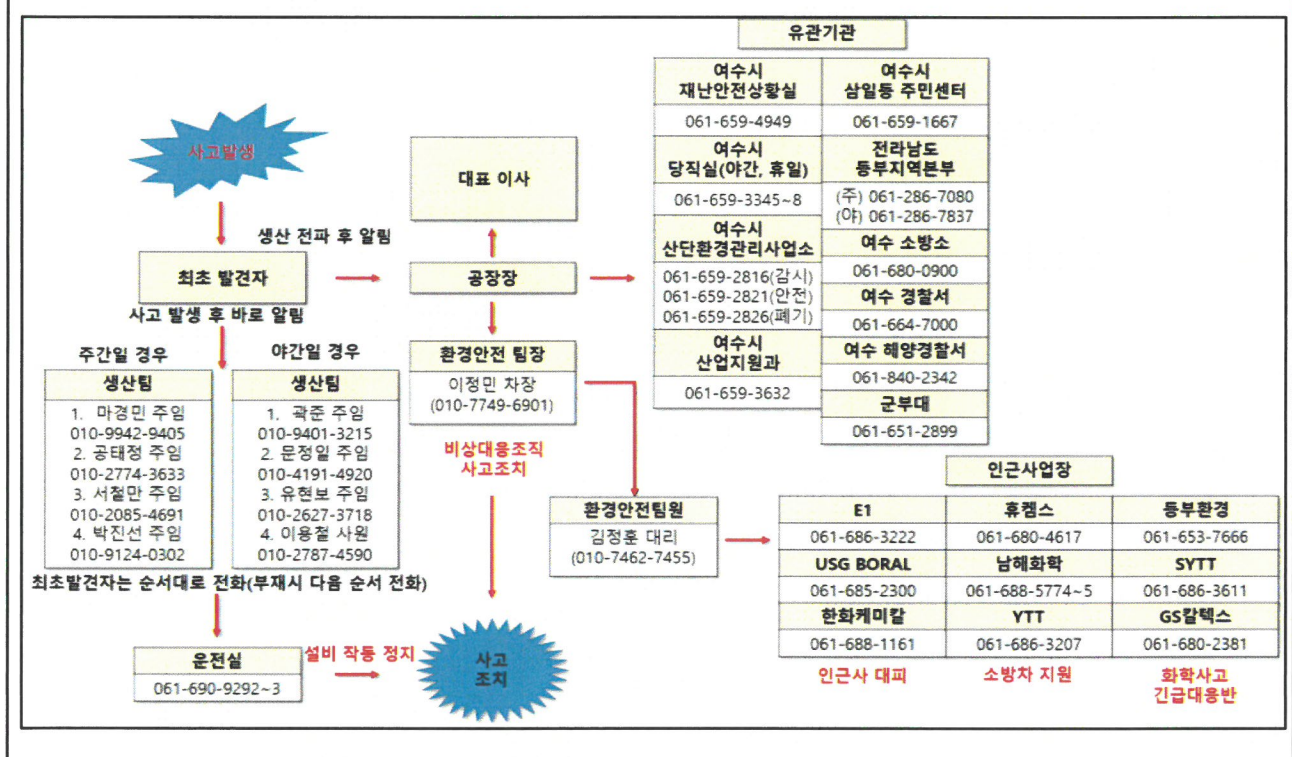 유관기관
여수시
재난안전상황실
061-659-4949
여수시
당직실(야간, 휴일)
061-659-3345~8
여수시
산단환경관리사업소
061-659-2816(감시)
061-659-2821(안전)
061-659-2826(폐기)
여수시
산업지원과
061-659-3632
여수시
삼일동 주민센터
061-659-1667
전라남도
동부지역본부
(주) 061-286-7080
(야) 061-286-7837
여수 소방소
061-680-0900
여수 경찰서
061-664-7000
여수 해양경찰서
061-840-2342
군부대
061-651-2899
사고발생
대표 이사
생산 전파 후 알림
최초 발견자
공장장
사고 발생 후 바로 알림
주간일 경우
생산팀
1. 마경민 주임
010-9942-9405
2. 공태정 주임
010-2774-3633
3. 서철만 주임
010-2085-4691
4. 박진선 주임
010-9124-0302
야간일 경우
생산팀
1. 곽준 주임
010-9401-3215
2. 문정일 주임
010-4191-4920
3. 유현보 주임
010-2627-3718
4. 이용철 사원
010-2787-4590
최초발견자는 순서대로 전화(부재시 다음 순서 전화)
환경안전 팀장
이정민 차장
(010-7749-6901)
비상대응조직
사고조치
환경안전팀원
김정훈 대리
(010-7462-7455)
운전실
061-690-9292~3
설비 작동 정지
사고
조치
인근사업장
E1 휴켐스 동부환경
061-686-3222 061-680-4617 061-653-7666
USG BORAL 남해화학 SYTT
061-685-2300 061-688-5774~5 061-686-3611
한화케미칼 YTT GS칼텍스
061-688-1161 061-686-3207 061-680-2381
인근사 대피 소방차 지원 화학사고
긴급대응반